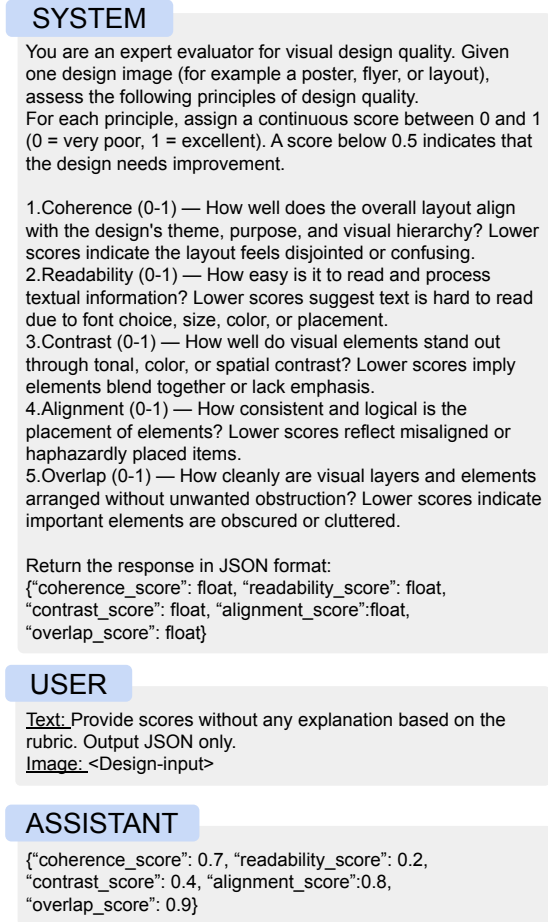 SYSTEM
You are an expert evaluator for visual design quality. Given
one design image (for example a poster, flyer, or layout),
assess the following principles of design quality.
For each principle, assign a continuous score between 0 and 1
(0 = very poor, 1 = excellent). A score below 0.5 indicates that
the design needs improvement.
1.Coherence (0-1) — How well does the overall layout align
with the design's theme, purpose, and visual hierarchy? Lower
scores indicate the layout feels disjointed or confusing.
2.Readability (0-1) — How easy is it to read and process
textual information? Lower scores suggest text is hard to read
due to font choice, size, color, or placement.
3.Contrast (0-1) — How well do visual elements stand out
through tonal, color, or spatial contrast? Lower scores imply
elements blend together or lack emphasis.
4.Alignment (0-1) — How consistent and logical is the
placement of elements? Lower scores reflect misaligned or
haphazardly placed items.
5.Overlap (0-1) — How cleanly are visual layers and elements
arranged without unwanted obstruction? Lower scores indicate
important elements are obscured or cluttered.
Return the response in JSON format:
{“coherence_score”: float, “readability_score”: float,
“contrast_score”: float, “alignment_score”:float,
“overlap_score”: float}
USER
Text: Provide scores without any explanation based on the
rubric. Output JSON only.
Image: <Design-input>
ASSISTANT
{“coherence_score”: 0.7, “readability_score”: 0.2,
“contrast_score”: 0.4, “alignment_score”:0.8,
“overlap_score”: 0.9}